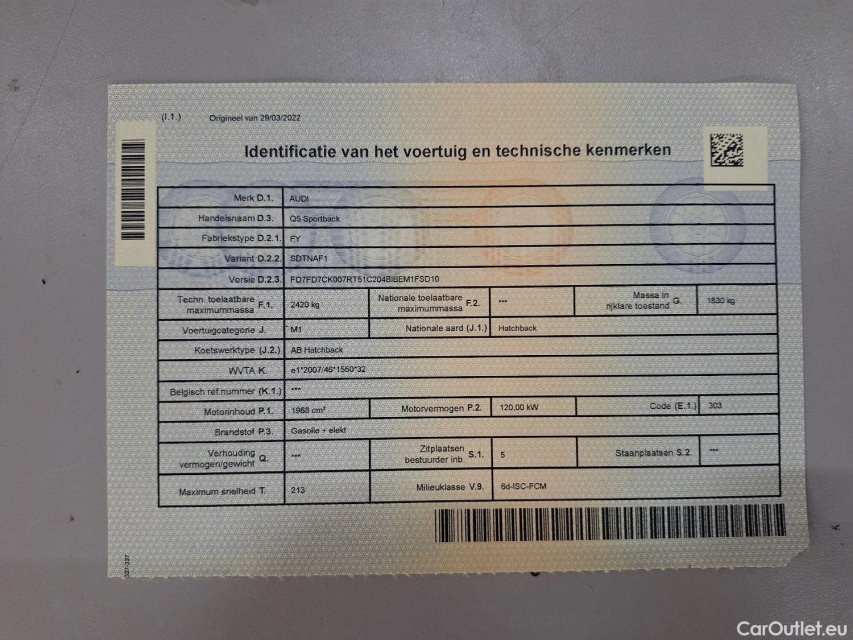 (I.1.) Origineel van 29/03/2022
Identificatie van het voertuig en technische kenmerken
Merk D.1. AUDI
Handelsnaam D.3. Q5 Sportback
Fabriekstype D.2.1. FY
Variant D.2.2. SDTNAF1
Versie D.2.3. FD7FD7CK007RT51C204BIBEM1FSD10
Techn. toelaatbare maximummassa F.1. 2420 kg Nationale toelaatbare maximummassa F.2. *** Massa in rijklare toestand G. 1830 kg
Voertuigcategorie J. M1 Nationale aard (J.1.) Hatchback
Koetswerktype (J.2.) AB Hatchback
WVTA K. e1*2007/46*1550*32
Belgisch ref.nummer (K.1.) ***
Motorinhoud P.1. 1968 cm³ Motorvermogen P.2. 120,00 kW Code (E.1.) 303
Brandstof P.3. Gasolie + elekt
Verhouding vermogen/gewicht Q. *** Zitplaatsen bestuurder inb. S.1. 5 Staanplaatsen S.2. ***
Maximum snelheid T. 213 Milieuklasse V.9. 6d-ISC-FCM
CarOutlet.eu